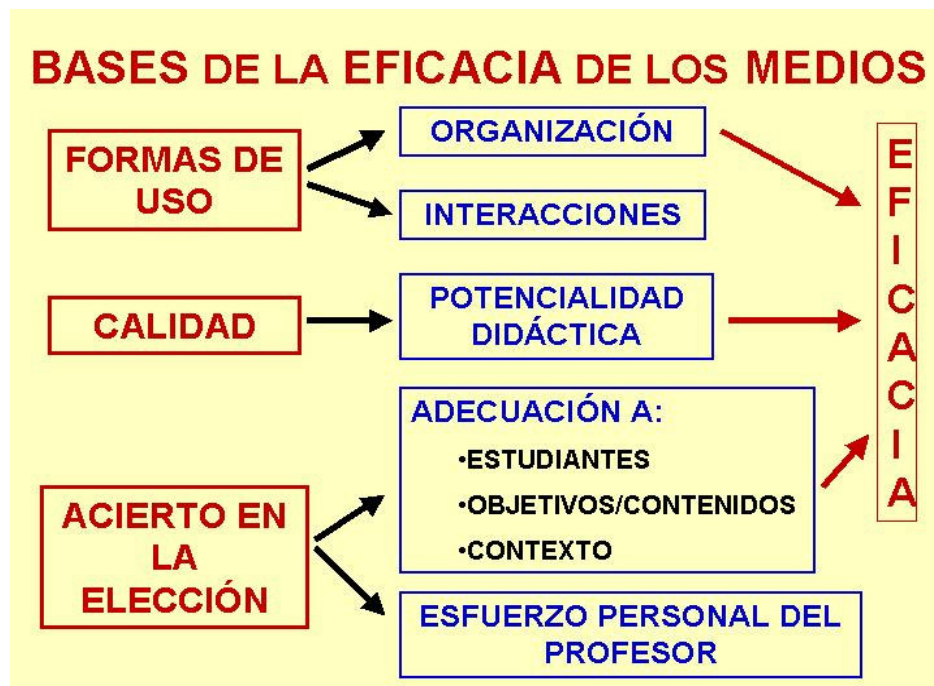 BASES DE LA EFICACIA DE LOS MEDIOS
FORMAS DE
USO
ORGANIZACIÓN
INTERACCIONES
CALIDAD
POTENCIALIDAD
DIDÁCTICA
ACIERTO EN
LA
ELECCIÓN
ADECUACIÓN A:
•ESTUDIANTES
•OBJETIVOS/CONTENIDOS
•CONTEXTO
ESFUERZO PERSONAL DEL
PROFESOR
EFICACIA